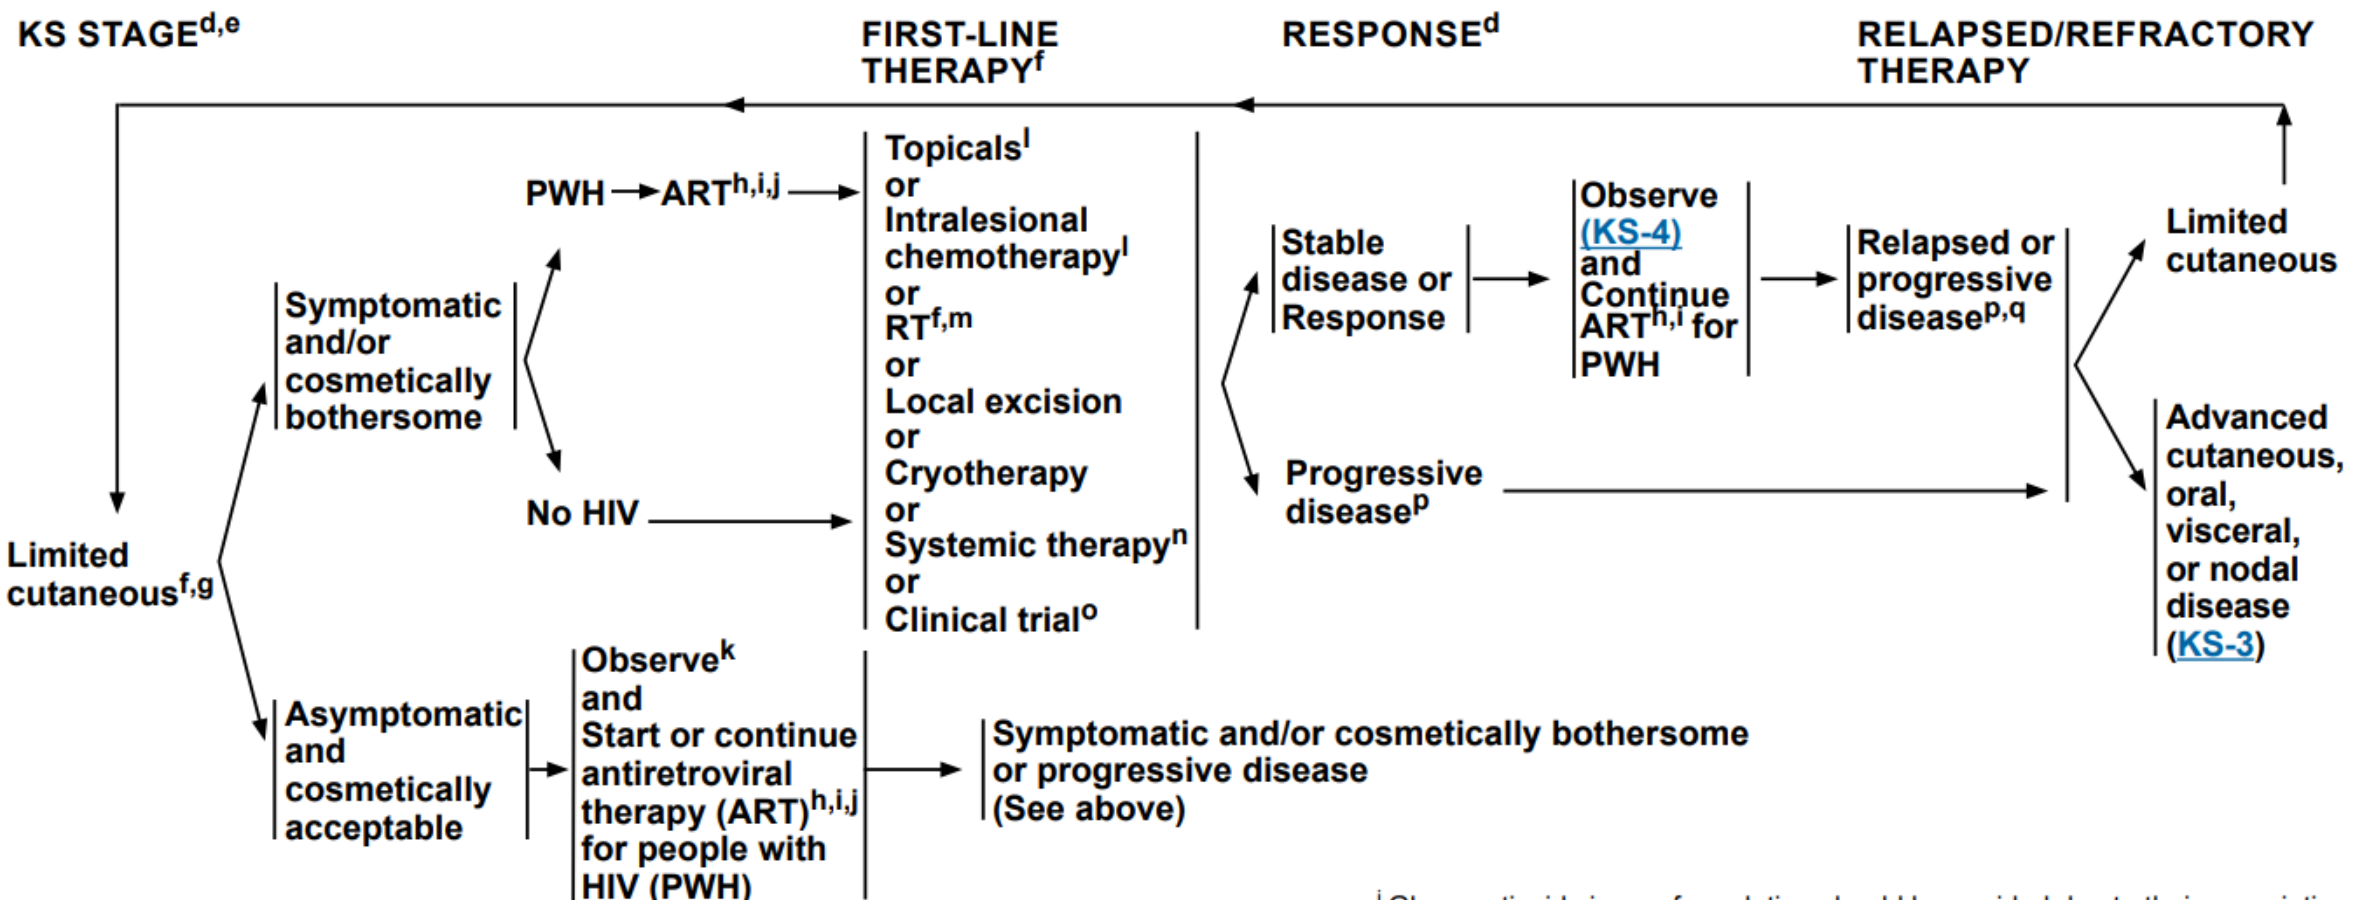 KS STAGEd,e
FIRST-LINE
THERAPYf
RESPONSEd
RELAPSED/REFRACTORY
THERAPY
Limited
cutaneousf,g
Symptomatic
and/or
cosmetically
bothersome
PWH
ARTh,i,j
No HIV
Topicalsl
or
Intralesional
chemotherapyl
or
RTf,m
or
Local excision
or
Cryotherapy
or
Systemic therapyn
or
Clinical trialo
Stable
disease or
Response
Observe
(KS-4)
and
Continue
ARTh,i for
PWH
Relapsed or
progressive
diseasep,q
Progressive
diseasep
Limited
cutaneous
Advanced
cutaneous,
oral,
visceral,
or nodal
disease
(KS-3)
Asymptomatic
and
cosmetically
acceptable
Observek
and
Start or continue
antiretroviral
therapy (ART)h,i,j
for people with
HIV (PWH)
Symptomatic and/or cosmetically bothersome
or progressive disease
(See above)